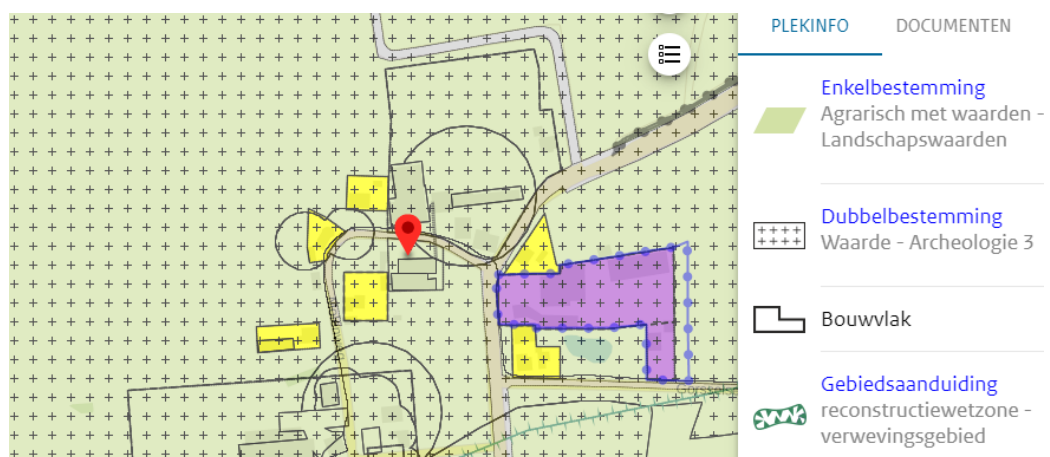 PLEKINFO
DOCUMENTEN
Enkelbestemming
Agrarisch met waarden -
Landschapswaarden
Dubbelbestemming
Waarde - Archeologie 3
Bouwvlak
Gebiedsaanduiding
reconstructiewetzone -
verwevingsgebied